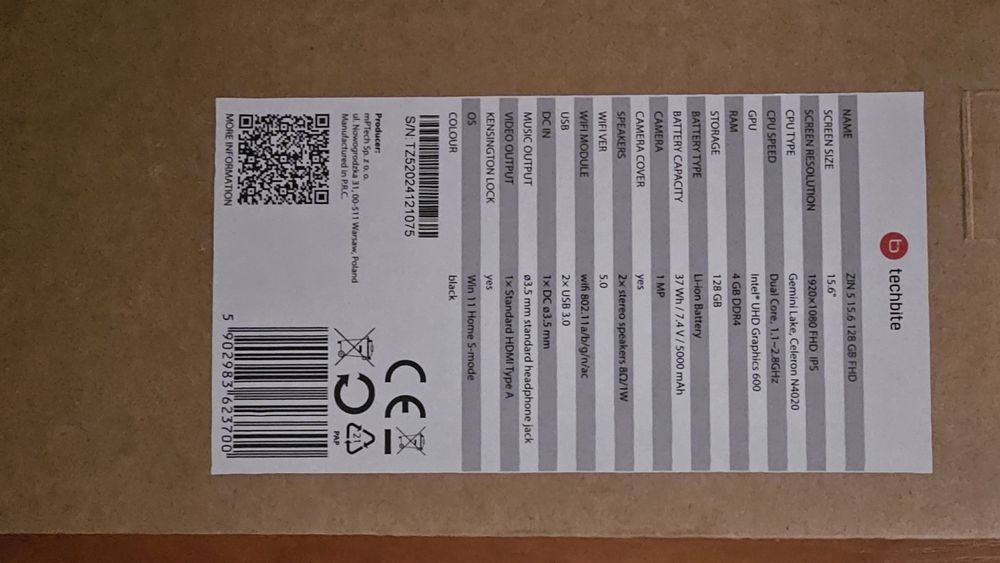 techbite
NAME ZIN 5 15.6 128 GB FHD
SCREEN SIZE 15.6"
SCREEN RESOLUTION 1920×1080 FHD IPS
CPU TYPE Gemini Lake, Celeron N4020
CPU SPEED Dual Core, 1.1~2.8GHz
GPU Intel® UHD Graphics 600
RAM 4 GB DDR4
STORAGE 128 GB
BATTERY TYPE Li-ion Battery
BATTERY CAPACITY 37 Wh / 7.4 V / 5000 mAh
CAMERA 1 MP
CAMERA COVER yes
SPEAKERS 2× stereo speakers 8Ω/1W
WIFI VER 5.0
WIFI MODULE wifi 802.11a/b/g/n/ac
USB 2× USB 3.0
DC IN 1× DC ø3.5 mm
MUSIC OUTPUT ø3.5 mm standard headphone jack
VIDEO OUTPUT 1× Standard HDMI Type A
KENSINGTON LOCK yes
OS Win 11 Home S-mode
COLOUR black
S/N: TZ52024121075
Producer:
mPTech Sp. z o.o.
ul. Nowogrodzka 31, 00-511 Warsaw, Poland
Manufactured in P.R.C.
MORE INFORMATION
CE
21
PAP
5 902983 623700